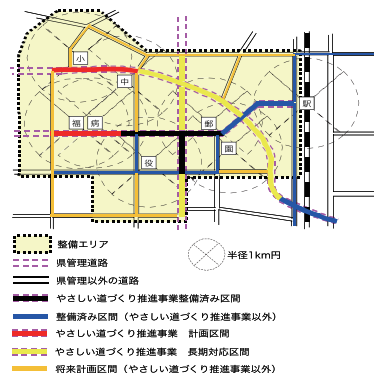 小
中
駅
福 病
郵
園
役
整備エリア
県管理道路
半径1km円
県管理以外の道路
やさしい道づくり推進事業整備済み区間
整備済み区間（やさしい道づくり推進事業以外）
やさしい道づくり推進事業　計画区間
やさしい道づくり推進事業　長期対応区間
将来計画区間（やさしい道づくり推進事業以外）